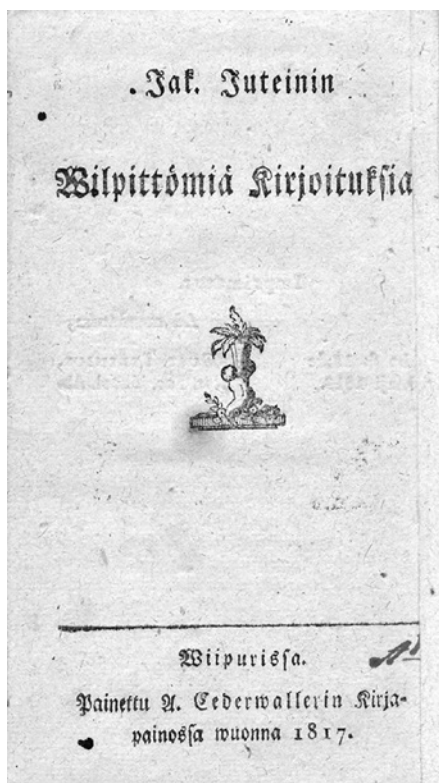 Jak. Juteinin
Wilpittömiä Kirjoituksia
Wiipurissa.
Painettu A. Cederwallerin Kirja-
painossa wuonna 1817.